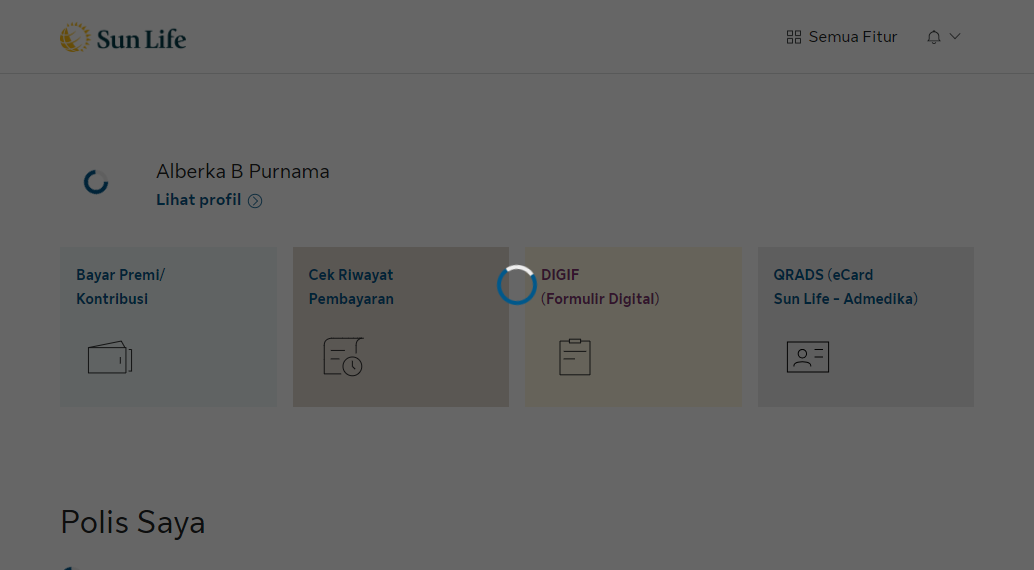 Sun Life
Semua Fitur
Alberka B Purnama
Lihat profil
Bayar Premi/
Kontribusi
Cek Riwayat
Pembayaran
DIGIF
(Formulir Digital)
QRADS (eCard
Sun Life - Admedika)
Polis Saya